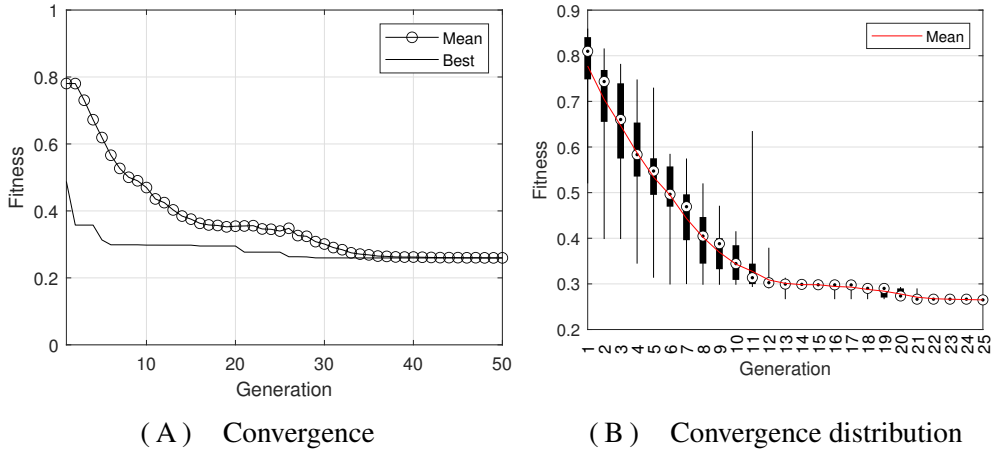 1
0.8
0.6
0.4
0.2
0
Fitness
10 20 30 40 50
Generation
Mean
Best
( A ) Convergence
0.9
0.8
0.7
0.6
0.5
0.4
0.3
0.2
Fitness
1 2 3 4 5 6 7 8 9 10 11 12 13 14 15 16 17 18 19 20 21 22 23 24 25
Generation
Mean
( B ) Convergence distribution